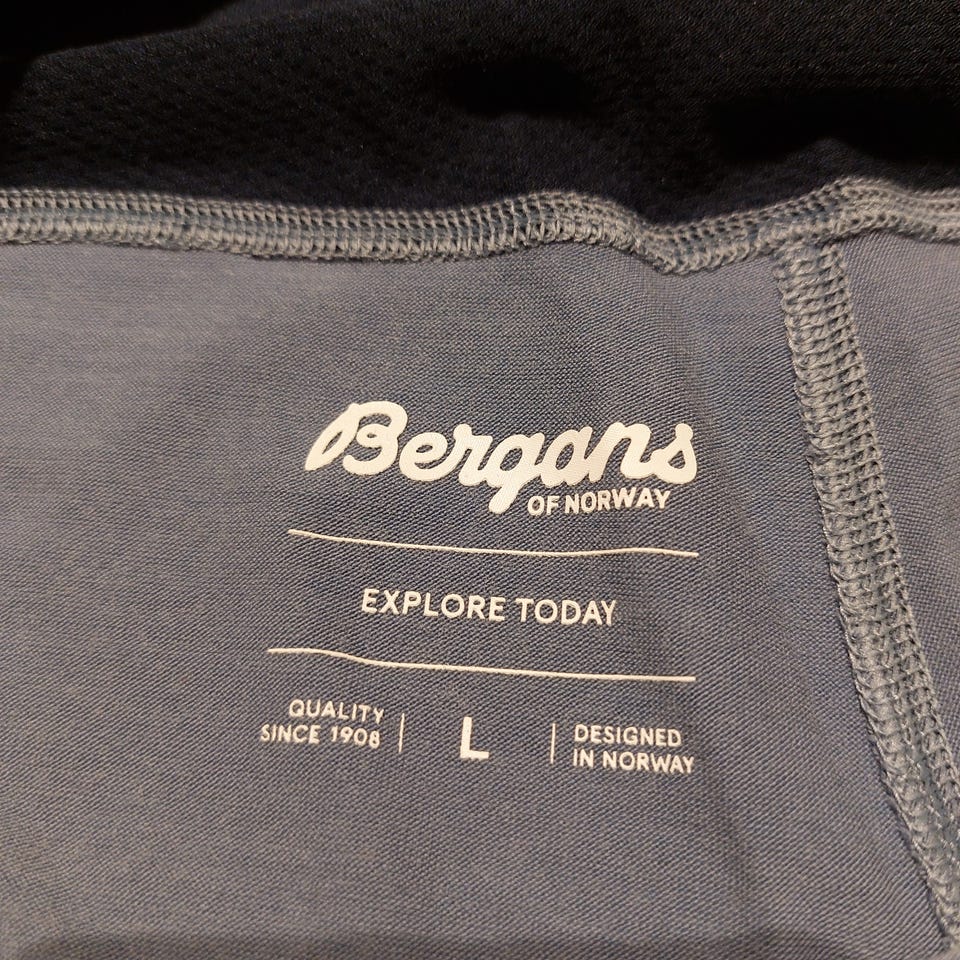 Bergans
OF NORWAY
EXPLORE TODAY
QUALITY
SINCE 1908
L
DESIGNED
IN NORWAY